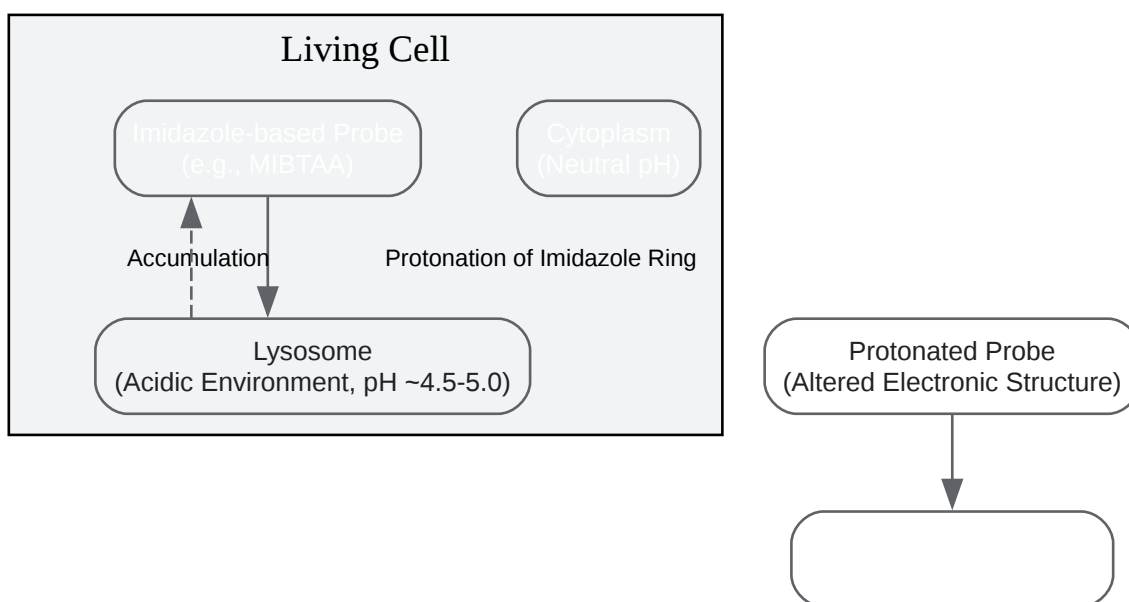 Living Cell
Imidazole-based Probe
(e.g., MIBTAA)
Cytoplasm
(Neutral pH)
Accumulation
Protonation of Imidazole Ring
Lysosome
(Acidic Environment, pH ~4.5-5.0)
Protonated Probe
(Altered Electronic Structure)